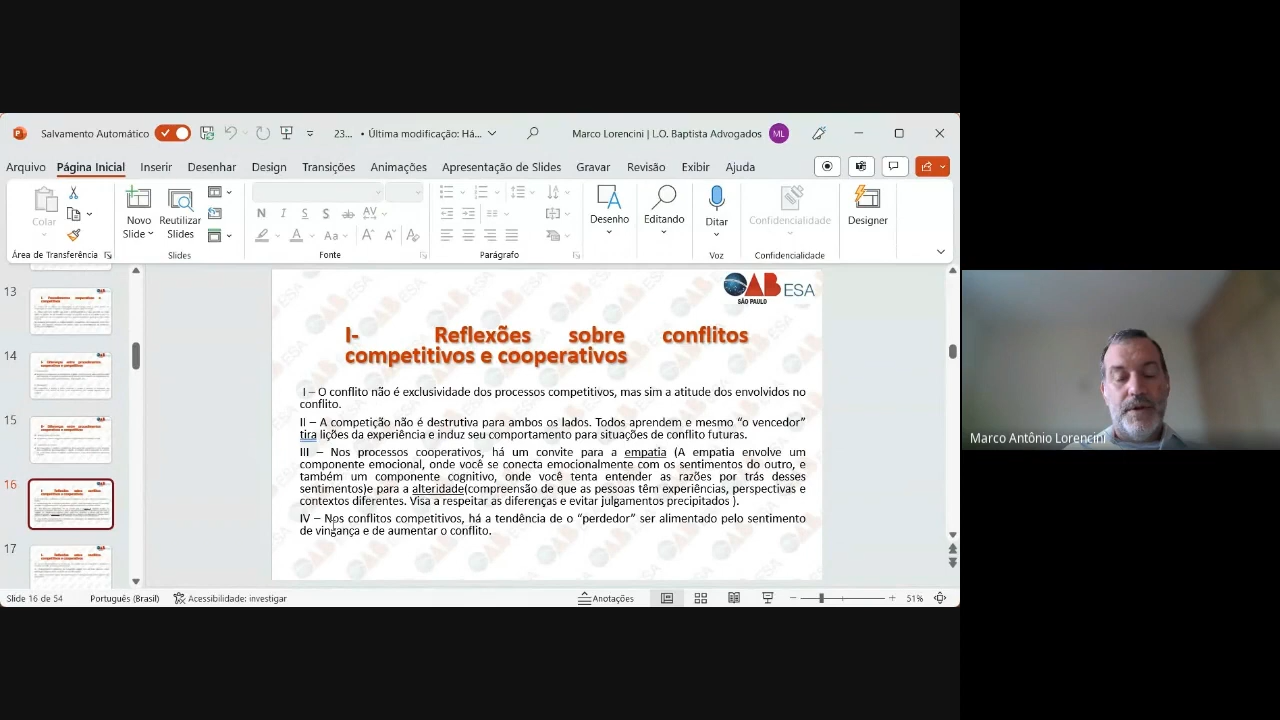 Salvamento Automático
23... • Última modificação: Há...
Marco Lorencini | L.O. Baptista Advogados
ML
Arquivo
Página Inicial
Inserir
Desenhar
Design
Transições
Animações
Apresentação de Slides
Gravar
Revisão
Exibir
Ajuda
Colar
Novo Slide
Reutilizar Slides
Desenho
Editando
Ditar
Confidencialidade
Designer
Área de Transferência
Slides
Fonte
Parágrafo
Voz
Confidencialidade
13
14
15
16
17
OAB ESA
SÃO PAULO
I- Reflexões sobre conflitos
competitivos e cooperativos
I – O conflito não é exclusividade dos processos competitivos, mas sim a atitude dos envolvidos no
conflito.
II – A competição não é destrutiva para ambos os lados. Todos aprendem e mesmo "o vencedor"
tira lições da experiência e induz seu comportamento para situações de conflito futuras.
III – Nos processos cooperativos, há um convite para a empatia (A empatia envolve um
componente emocional, onde você se conecta emocionalmente com os sentimentos do outro, e
também um componente cognitivo, onde você tenta entender as razões por trás desses
sentimentos)e para a alteridade(compreensão de que as pessoas têm experiências, perspectivas e
contextos diferentes. Visa a respeitar as diferenças e evitar julgamentos precipitados ).
IV – Nos conflitos competitivos, há a tendência de o "perdedor" ser alimentado pelo sentimento
de vingança e de aumentar o conflito.
Slide 16 de 54
Português (Brasil)
Acessibilidade: investigar
Anotações
51%
Marco Antônio Lorencini